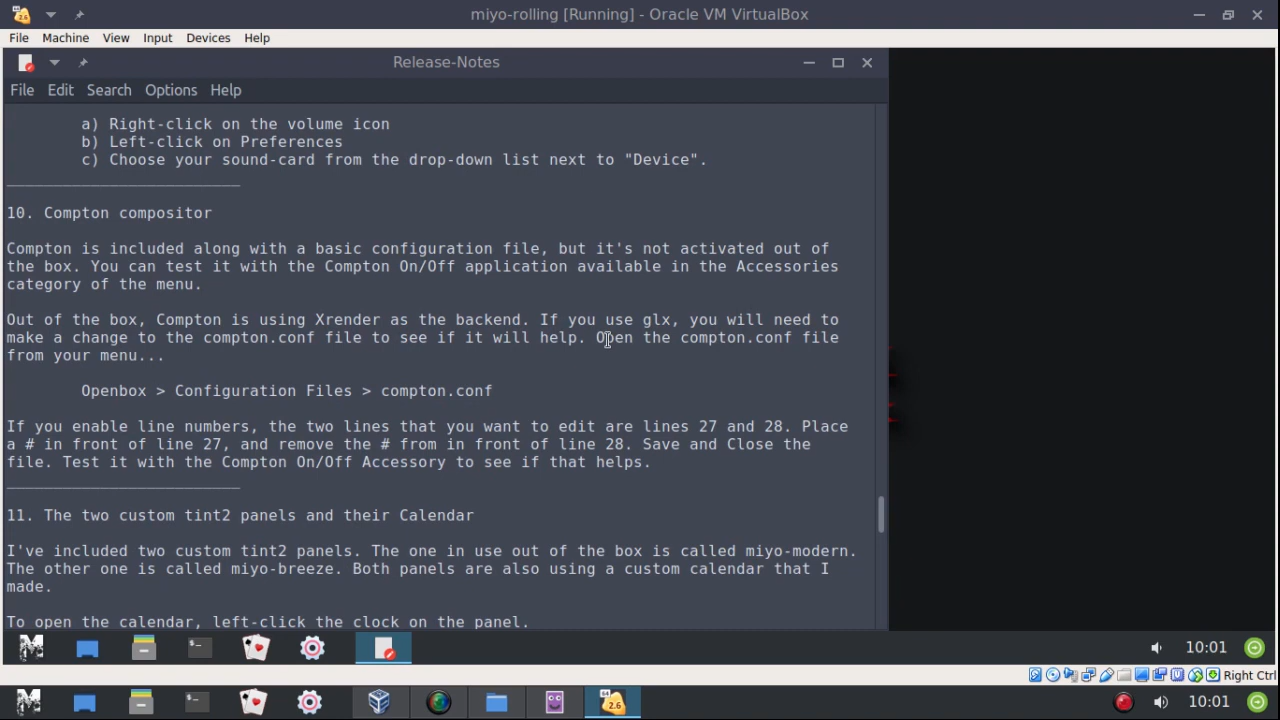 miyo-rolling [Running] - Oracle VM VirtualBox
File Machine View Input Devices Help
Release-Notes
File Edit Search Options Help
a) Right-click on the volume icon
b) Left-click on Preferences
c) Choose your sound-card from the drop-down list next to "Device".
__________________________
10. Compton compositor
Compton is included along with a basic configuration file, but it's not activated out of
the box. You can test it with the Compton On/Off application available in the Accessories
category of the menu.
Out of the box, Compton is using Xrender as the backend. If you use glx, you will need to
make a change to the compton.conf file to see if it will help. Open the compton.conf file
from your menu...
Openbox > Configuration Files > compton.conf
If you enable line numbers, the two lines that you want to edit are lines 27 and 28. Place
a # in front of line 27, and remove the # from in front of line 28. Save and Close the
file. Test it with the Compton On/Off Accessory to see if that helps.
__________________________
11. The two custom tint2 panels and their Calendar
I've included two custom tint2 panels. The one in use out of the box is called miyo-modern.
The other one is called miyo-breeze. Both panels are also using a custom calendar that I
made.
To open the calendar, left-click the clock on the panel.
10:01
Right Ctrl
2.6
10:01